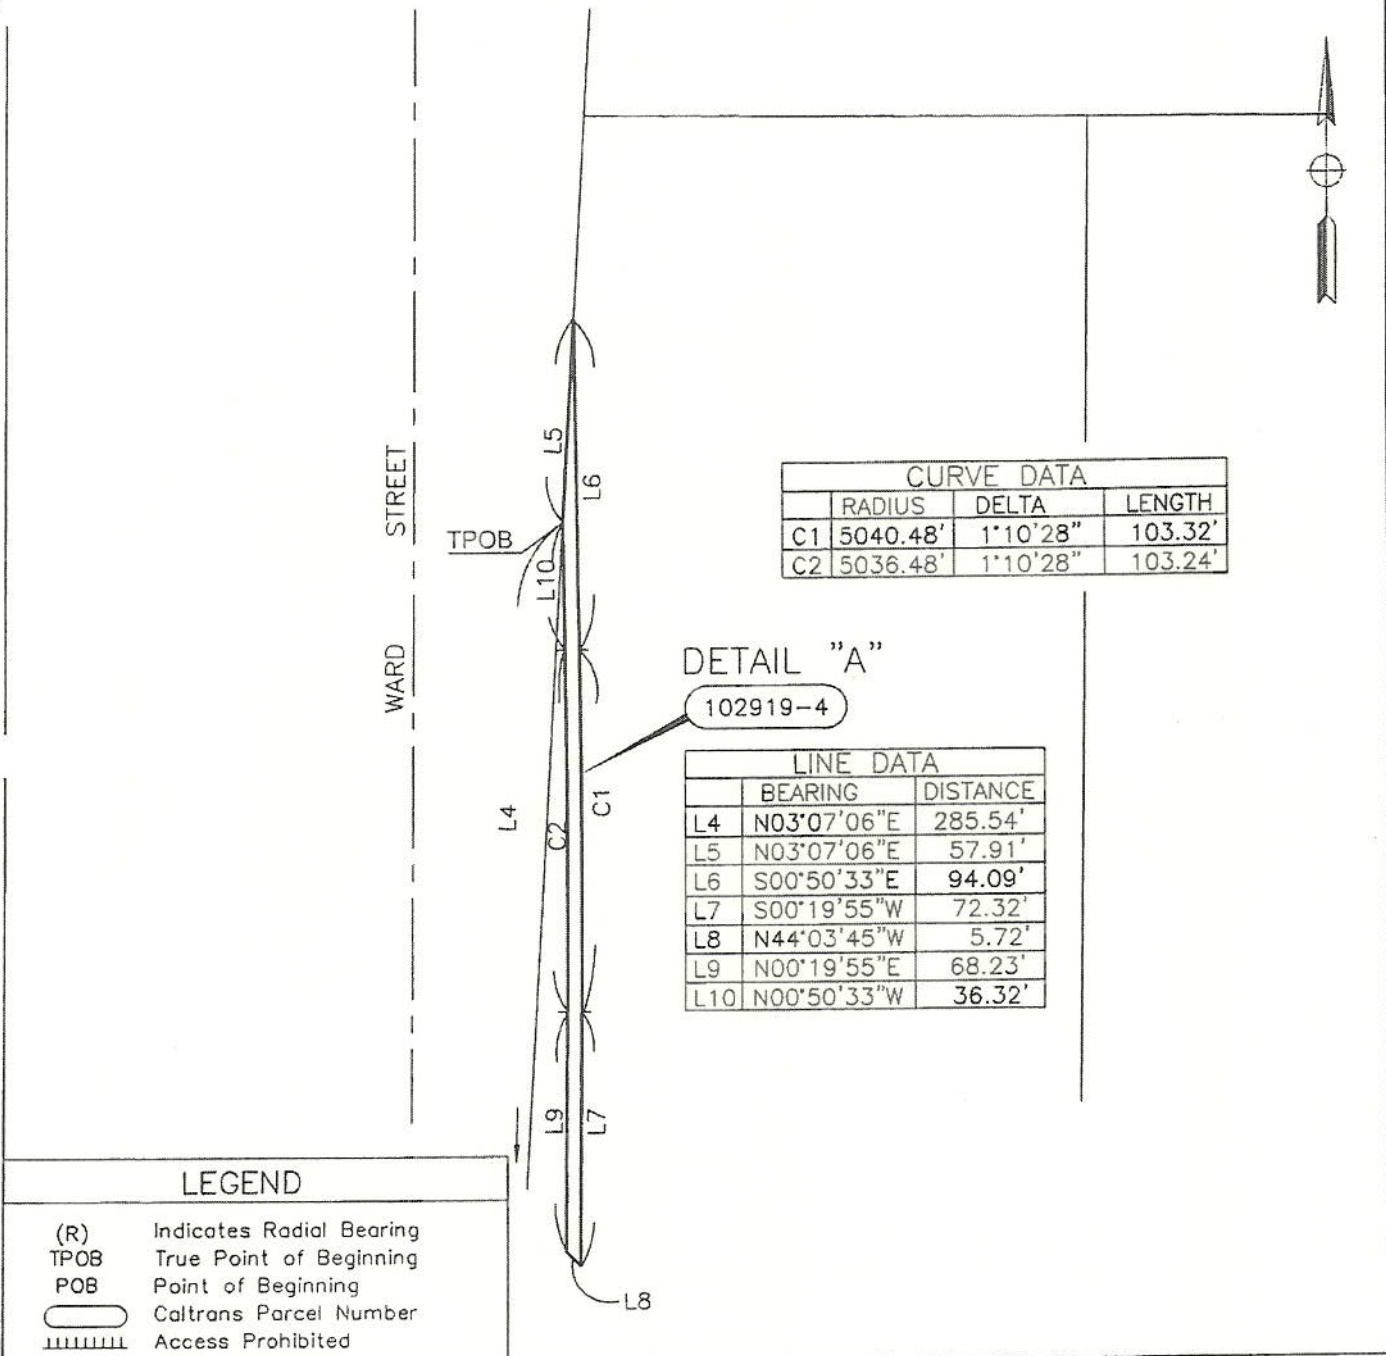 STREET
WARD
L5
L6
TPOB
L10
CURVE DATA
RADIUS DELTA LENGTH
C1 5040.48' 1°10'28" 103.32'
C2 5036.48' 1°10'28" 103.24'
DETAIL "A"
102919-4
L4
C2
C1
LINE DATA
BEARING DISTANCE
L4 N03°07'06"E 285.54'
L5 N03°07'06"E 57.91'
L6 S00°50'33"E 94.09'
L7 S00°19'55"W 72.32'
L8 N44°03'45"W 5.72'
L9 N00°19'55"E 68.23'
L10 N00°50'33"W 36.32'
L9
L7
L8
LEGEND
(R) Indicates Radial Bearing
TPOB True Point of Beginning
POB Point of Beginning
Caltrans Parcel Number
Access Prohibited